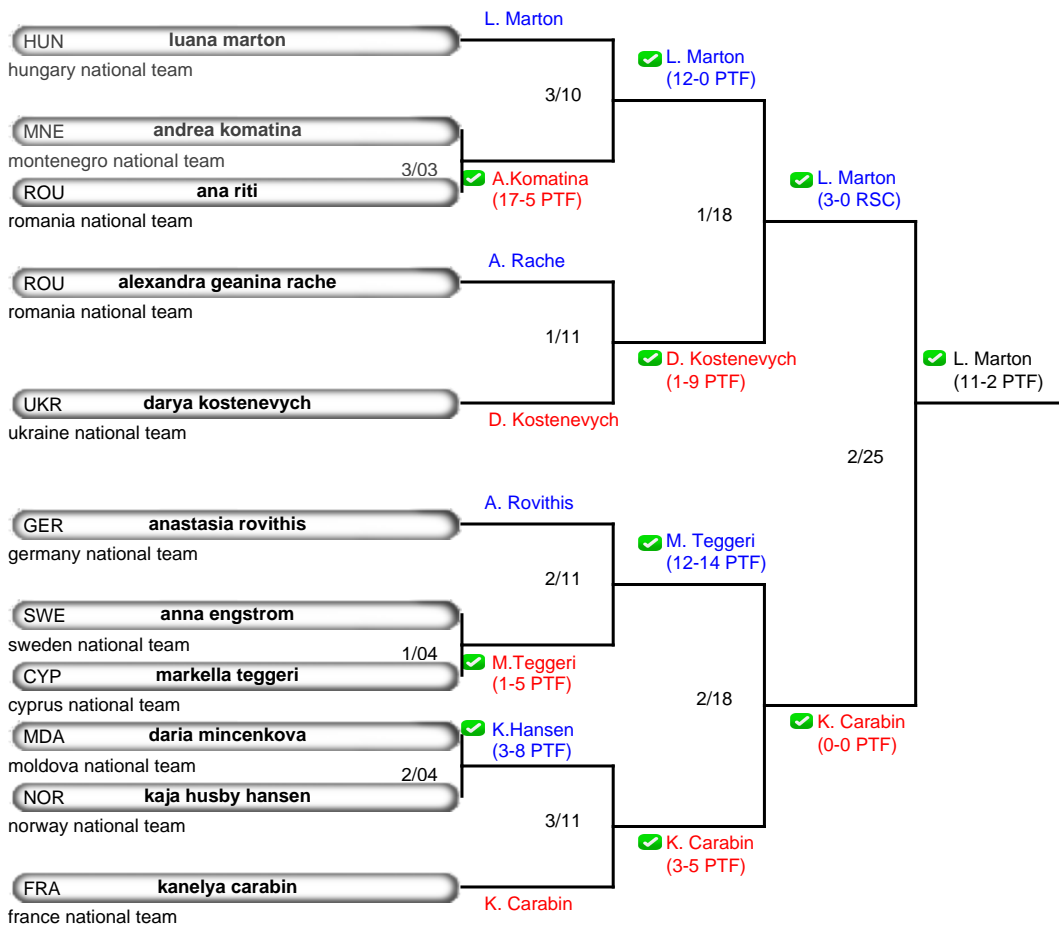 L. Marton
HUN luana marton
hungary national team
L. Marton
(12-0 PTF)
3/10
MNE andrea komatina
montenegro national team
3/03
A.Komatina
(17-5 PTF)
ROU ana riti
romania national team
L. Marton
(3-0 RSC)
1/18
A. Rache
ROU alexandra geanina rache
romania national team
1/11
D. Kostenevych
(1-9 PTF)
L. Marton
(11-2 PTF)
UKR darya kostenevych
D. Kostenevych
ukraine national team
2/25
A. Rovithis
GER anastasia rovithis
germany national team
M. Teggeri
(12-14 PTF)
2/11
SWE anna engstrom
sweden national team
1/04
M.Teggeri
(1-5 PTF)
CYP markella teggeri
cyprus national team
2/18
K. Carabin
(0-0 PTF)
MDA daria mincenkova
K.Hansen
(3-8 PTF)
moldova national team
2/04
NOR kaja husby hansen
norway national team
3/11
K. Carabin
(3-5 PTF)
FRA kanelya carabin
K. Carabin
france national team